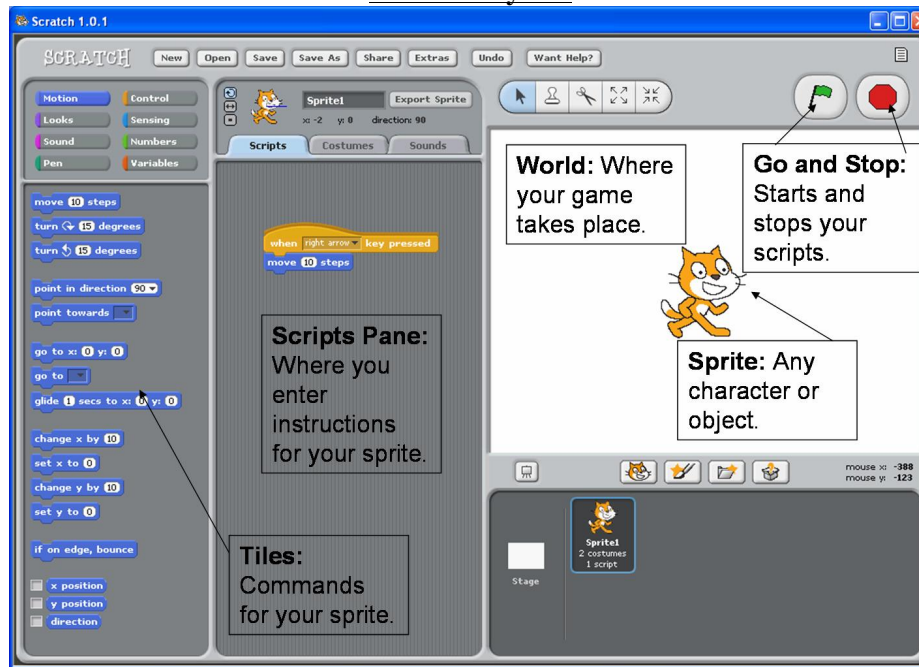 Scratch 1.0.1
SCRATCH New Open Save Save As Share Extras Undo Want Help?
Motion Control
Looks Sensing
Sound Numbers
Pen Variables
Sprite1 Export Sprite
x: -2 y: 0 direction: 90
Scripts Costumes Sounds
move 10 steps
turn 15 degrees
turn 15 degrees
point in direction 90
point towards
go to x: 0 y: 0
go to
glide 1 secs to x: 0 y: 0
change x by 10
set x to 0
change y by 10
set y to 0
if on edge, bounce
x position
y position
direction
when right arrow key pressed
move 10 steps
Scripts Pane:
Where you
enter
instructions
for your sprite.
Tiles:
Commands
for your sprite.
World: Where
your game
takes place.
Go and Stop:
Starts and
stops your
scripts.
Sprite: Any
character or
object.
mouse x: -388
mouse y: -123
Sprite1
2 costumes
1 script
Stage